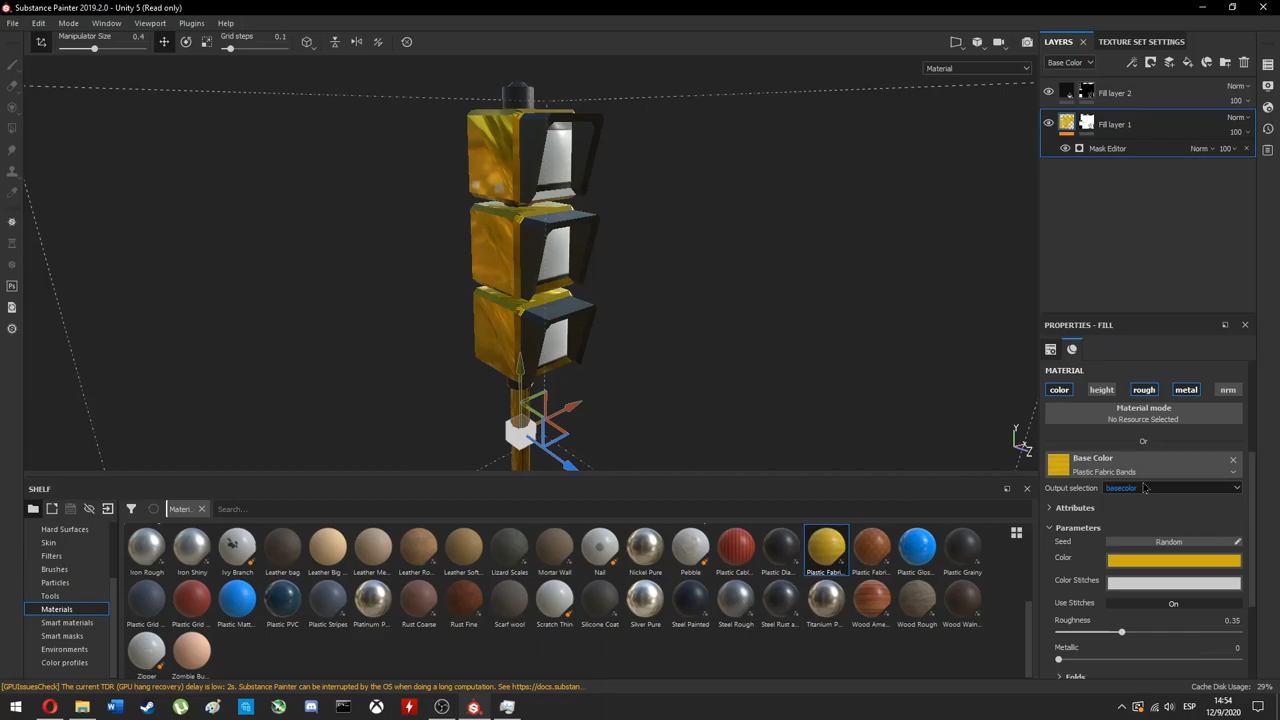 Substance Painter 2019.2.0 - Unity 5 (Read only)
File Edit Mode Window Viewport Plugins Help
Manipulator Size 0.4 Grid steps 0.1
Material
LAYERS TEXTURE SET SETTINGS
Base Color
Fill layer 2 Norm 100
Fill layer 1 Norm 100
Mask Editor Norm 100
Y
Z
PROPERTIES - FILL
MATERIAL
color height rough metal nrm
Material mode
No Resource Selected
Or
Base Color
Plastic Fabric Bands
Output selection basecolor
Attributes
Parameters
Seed Random
Color
Color Stitches
Use Stitches On
Roughness 0.35
Metallic 0
Folds
SHELF
Materi... Search...
Hard Surfaces
Skin
Filters
Brushes
Particles
Tools
Materials
Smart materials
Smart masks
Environments
Color profiles
Iron Rough Iron Shiny Ivy Branch Leather bag Leather Big ... Leather Me... Leather Ro... Leather Soft... Lizard Scales Mortar Wall Nail Nickel Pure Pebble Plastic Cabl... Plastic Dia... Plastic Fabri... Plastic Fabri... Plastic Glos... Plastic Grainy
Plastic Grid ... Plastic Grid ... Plastic Matt... Plastic PVC Plastic Stripes Platinum P... Rust Coarse Rust Fine Scarf wool Scratch Thin Silicone Coat Silver Pure Steel Painted Steel Rough Steel Rust a... Titanium P... Wood Ame... Wood Rough Wood Waln...
Zipper Zombie Bu...
[GPUIssuesCheck] The current TDR (GPU hang recovery) delay is low: 2s. Substance Painter can be interrupted by the OS when doing a long computation. See https://docs.substan...
Cache Disk Usage: 29%
ESP 14:54
12/9/2020